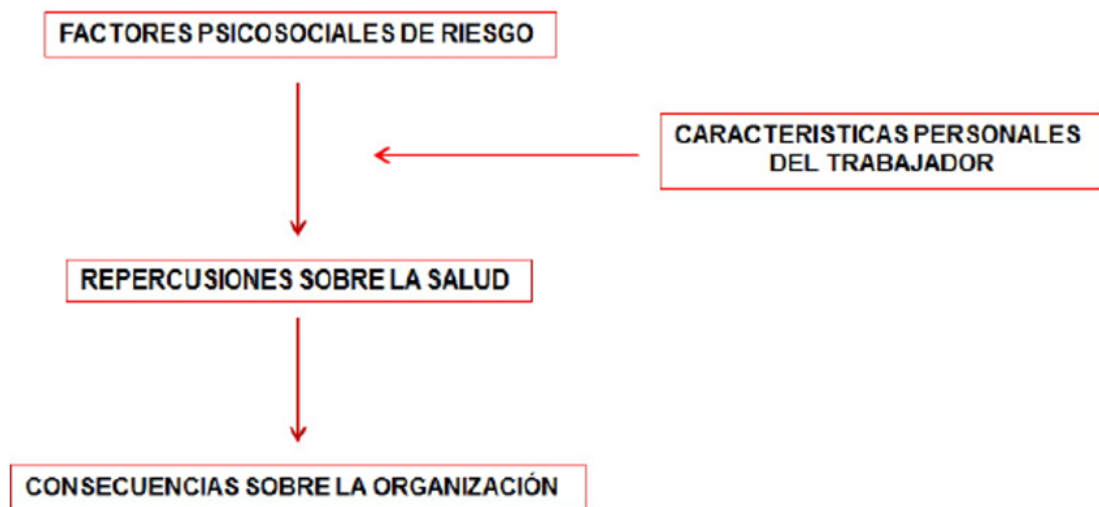 FACTORES PSICOSOCIALES DE RIESGO
CARACTERISTICAS PERSONALES
DEL TRABAJADOR
REPERCUSIONES SOBRE LA SALUD
CONSECUENCIAS SOBRE LA ORGANIZACIÓN